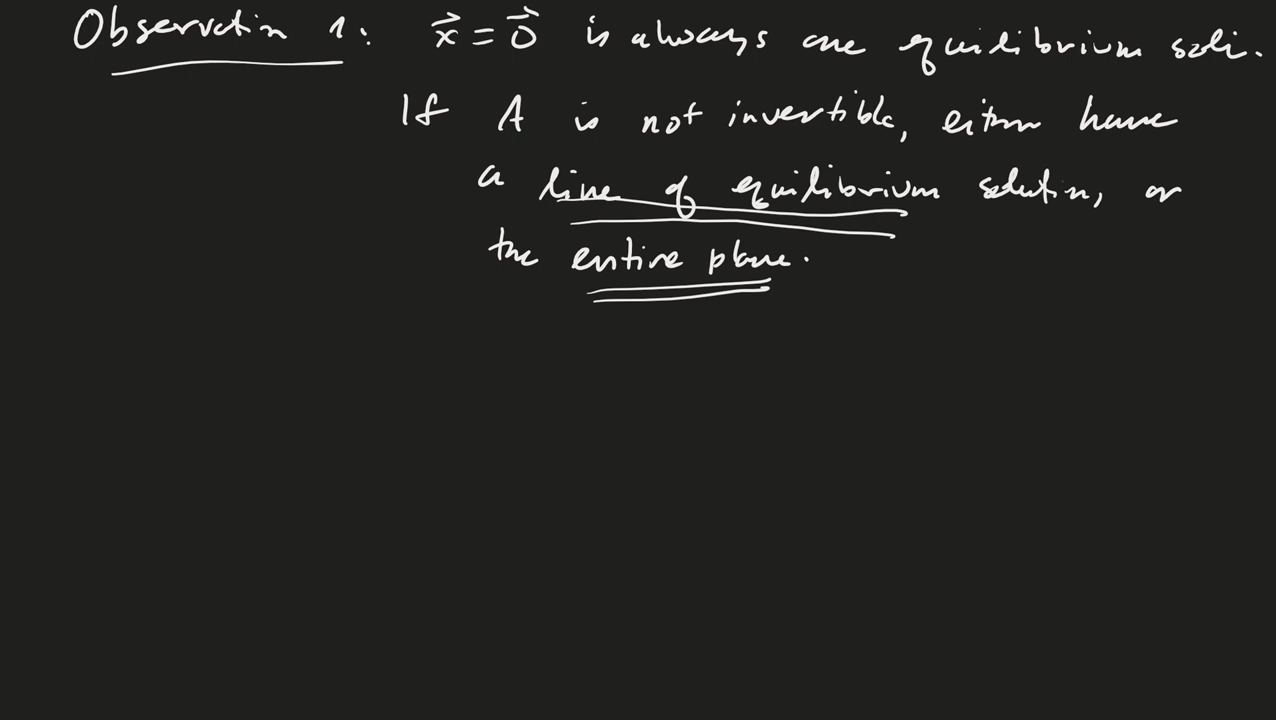 Observation 1: x⃗ = 0⃗ is always one equilibrium soln.
If A is not invertible, either have
a line of equilibrium solution, or
the entire plane.